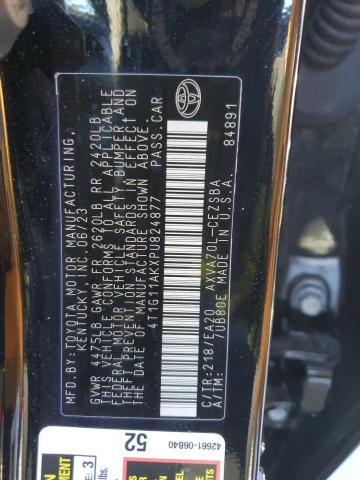 MFD.BY: TOYOTA MOTOR MANUFACTURING,
KENTUCKY, INC. 06/23
GVWR 4475LB GAWR FR 2620LB RR 2420LB
THIS VEHICLE CONFORMS TO ALL APPLICABLE
FEDERAL MOTOR VEHICLE SAFETY, BUMPER, AND
THEFT PREVENTION STANDARDS IN EFFECT ON
THE DATE OF MANUFACTURE SHOWN ABOVE.
4T1G11AKXPU824877 PASS.CAR
C/TR:218/EA20 AXVA70L-CEZSBA
A/TM: 70B80E MADE IN U.S.A. 84891
TOYOTA
42661-06B40
52
3